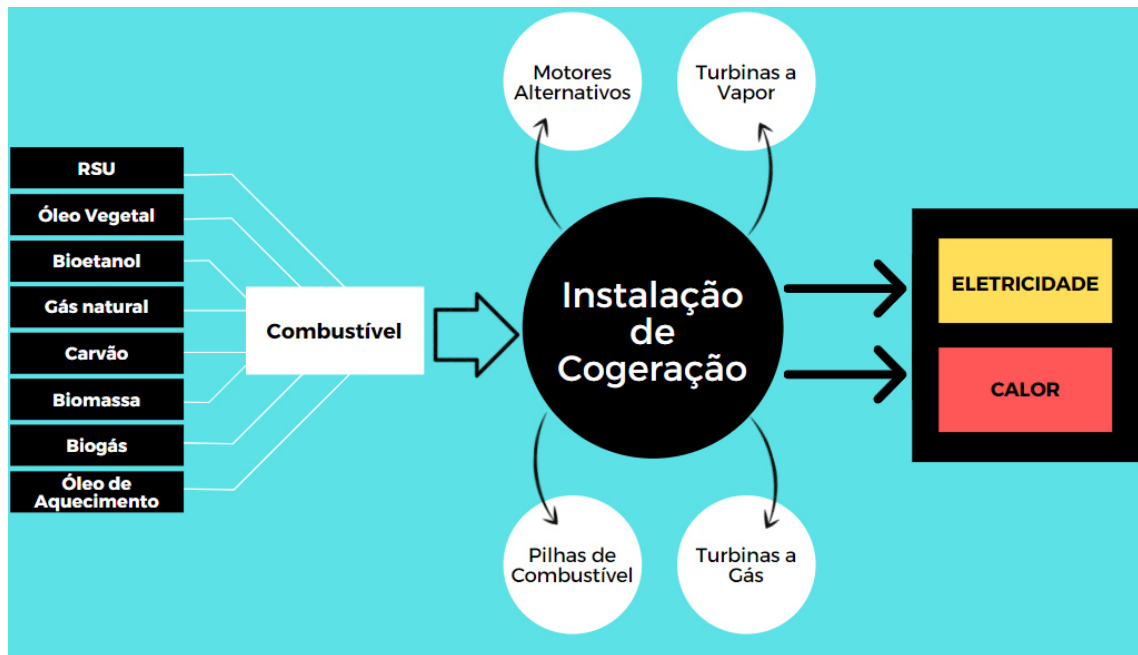 RSU
Óleo Vegetal
Bioetanol
Gás natural
Carvão
Biomassa
Biogás
Óleo de
Aquecimento
Combustível
Motores
Alternativos
Turbinas a
Vapor
Instalação
de
Cogeração
Pilhas de
Combustível
Turbinas a
Gás
ELETRICIDADE
CALOR